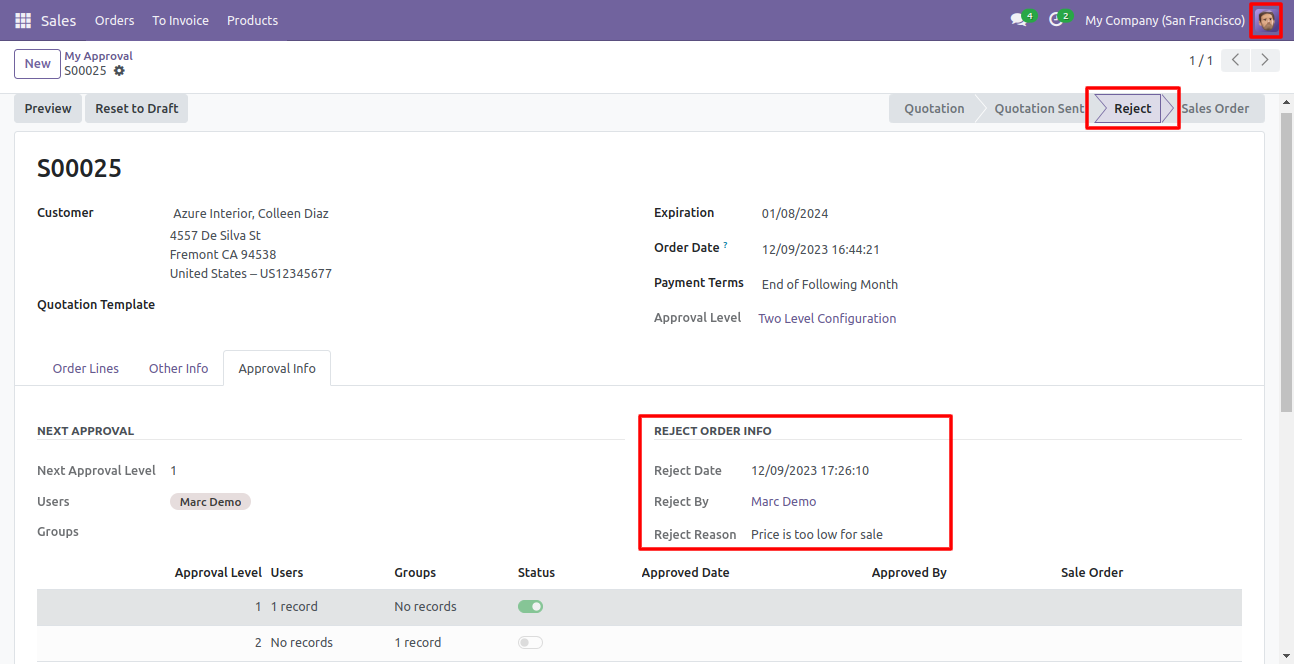 Sales Orders To Invoice Products 4 2 My Company (San Francisco)
New My Approval
S00025 1 / 1
Preview Reset to Draft Quotation Quotation Sent Reject Sales Order
S00025
Customer Azure Interior, Colleen Diaz
4557 De Silva St
Fremont CA 94538
United States – US12345677
Quotation Template
Expiration 01/08/2024
Order Date ? 12/09/2023 16:44:21
Payment Terms End of Following Month
Approval Level Two Level Configuration
Order Lines Other Info Approval Info
NEXT APPROVAL
Next Approval Level 1
Users Marc Demo
Groups
REJECT ORDER INFO
Reject Date 12/09/2023 17:26:10
Reject By Marc Demo
Reject Reason Price is too low for sale
Approval Level Users Groups Status Approved Date Approved By Sale Order
1 1 record No records
2 No records 1 record